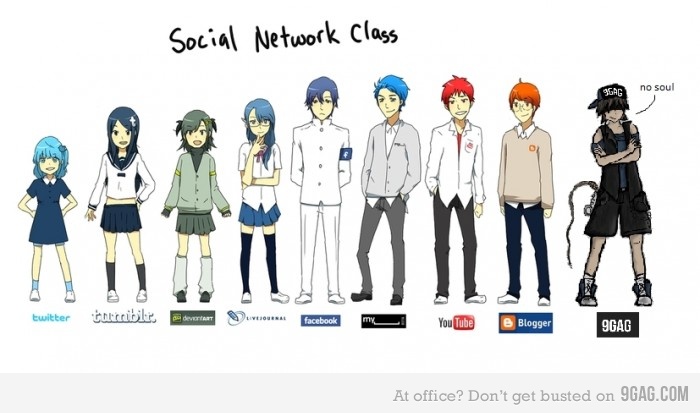 Social Network Class
9GAG
no soul
t
f
twitter
tumblr.
deviantART
LIVEJOURNAL
facebook
my
YouTube
Blogger
9GAG
At office? Don't get busted on 9GAG.COM